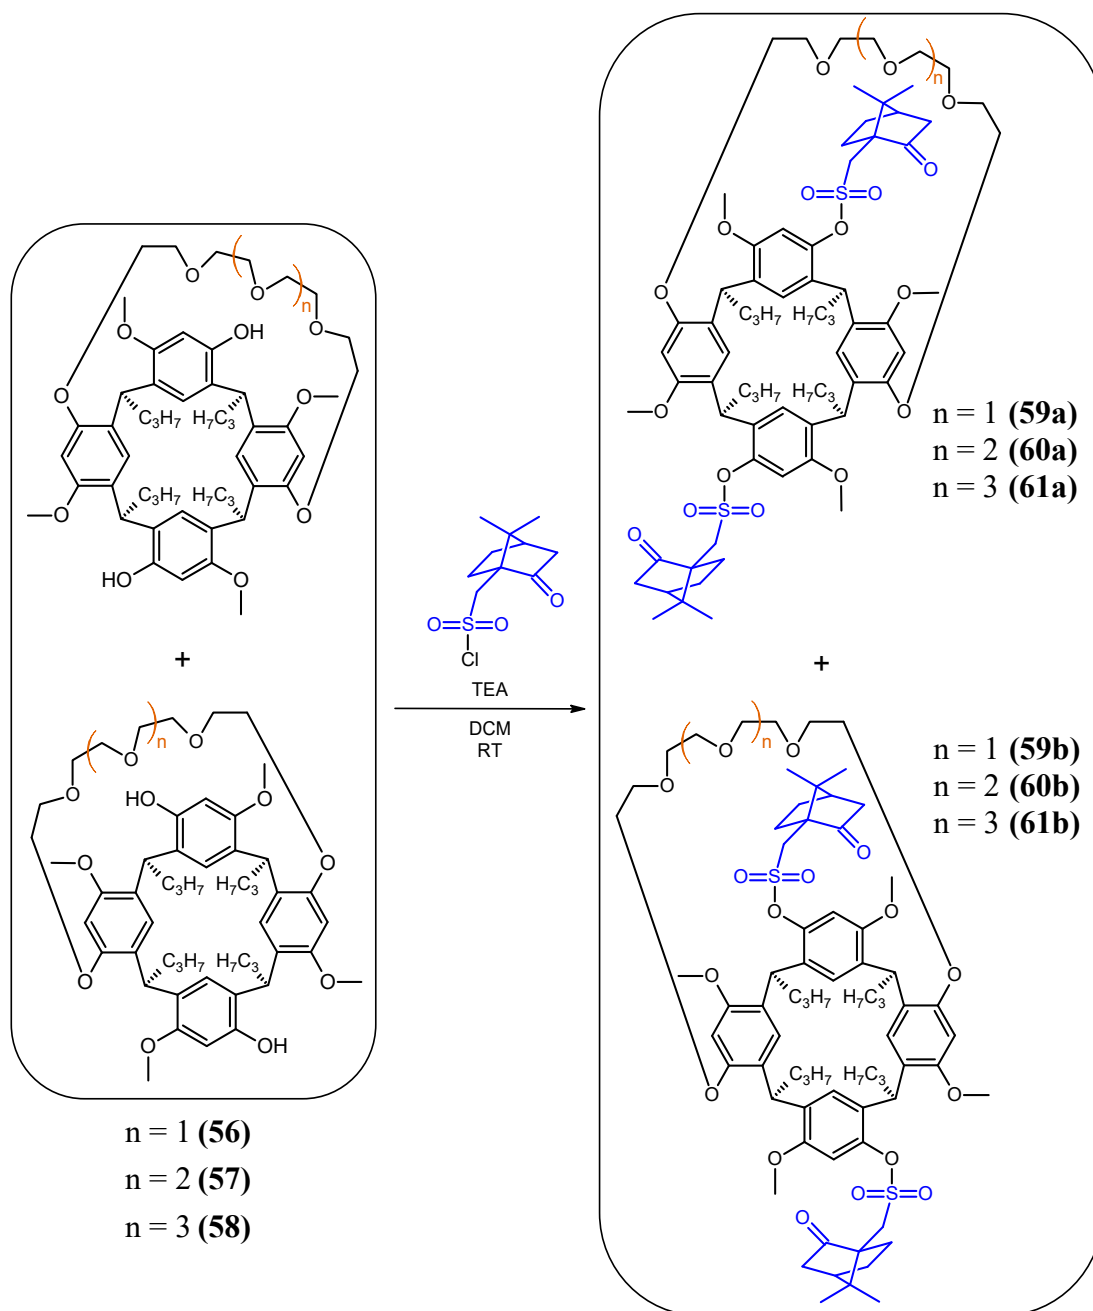 O
O
n
O
O
O
OH
O
O
C₃H₇ H₇C₃
C₃H₇ H₇C₃
O
O
HO
O
+
n
O
O
O
HO
O
O
O
C₃H₇ H₇C₃
C₃H₇ H₇C₃
O
O
O
OH
n = 1 (56)
n = 2 (57)
n = 3 (58)
O
O S O
Cl
TEA
DCM
RT
O
O
n
O
O
O S O
O
O
O
O
C₃H₇ H₇C₃
C₃H₇ H₇C₃
O
O
O
O
O S O
O
n = 1 (59a)
n = 2 (60a)
n = 3 (61a)
+
O
n
O
O
O
O S O
O
O
O
O
C₃H₇ H₇C₃
C₃H₇ H₇C₃
O
O
O
O
O S O
O
n = 1 (59b)
n = 2 (60b)
n = 3 (61b)